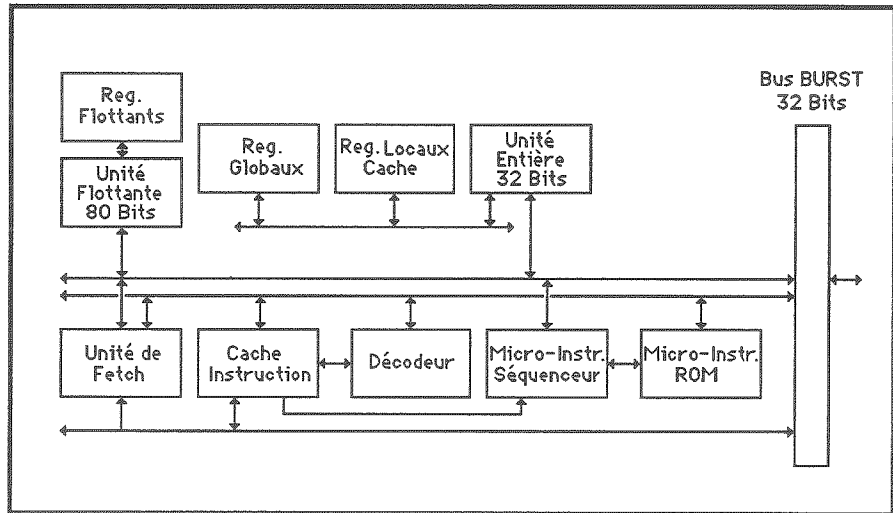 Reg.
Flottants
Unité
Flottante
80 Bits
Reg.
Globaux
Reg. Locaux
Cache
Unité
Entière
32 Bits
Bus BURST
32 Bits
Unité de
Fetch
Cache
Instruction
Décodeur
Micro-Instr.
Séquenceur
Micro-Instr.
ROM